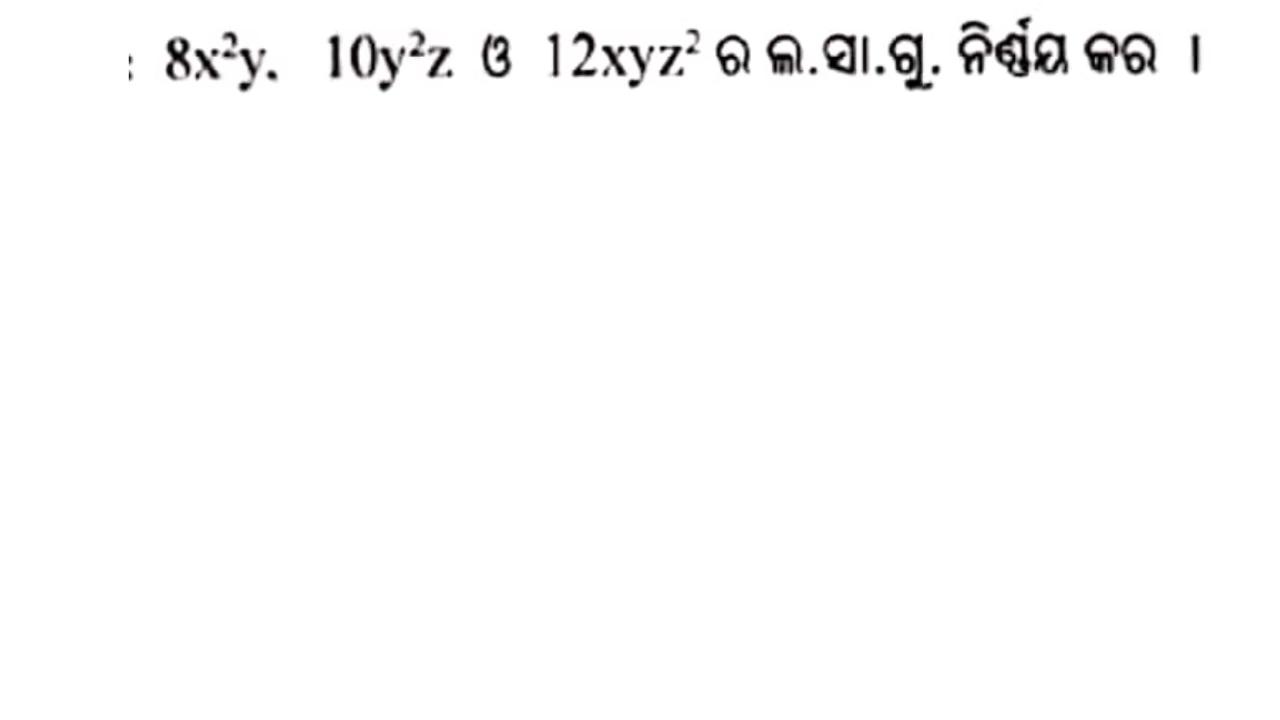 : 8x²y. 10y²z ଓ 12xyz² ର ଲ.ସା.ଗୁ. ନିର୍ଣ୍ଣୟ କର ।